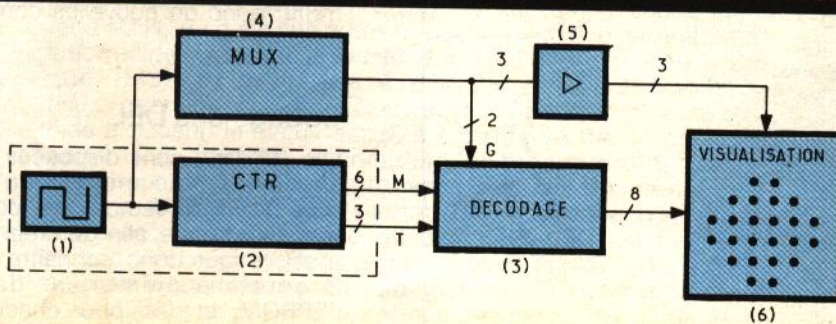 (4)
MUX
(5)
3
3
2
G
(1)
CTR
(2)
6
M
3
T
DECODAGE
(3)
8
VISUALISATION
(6)